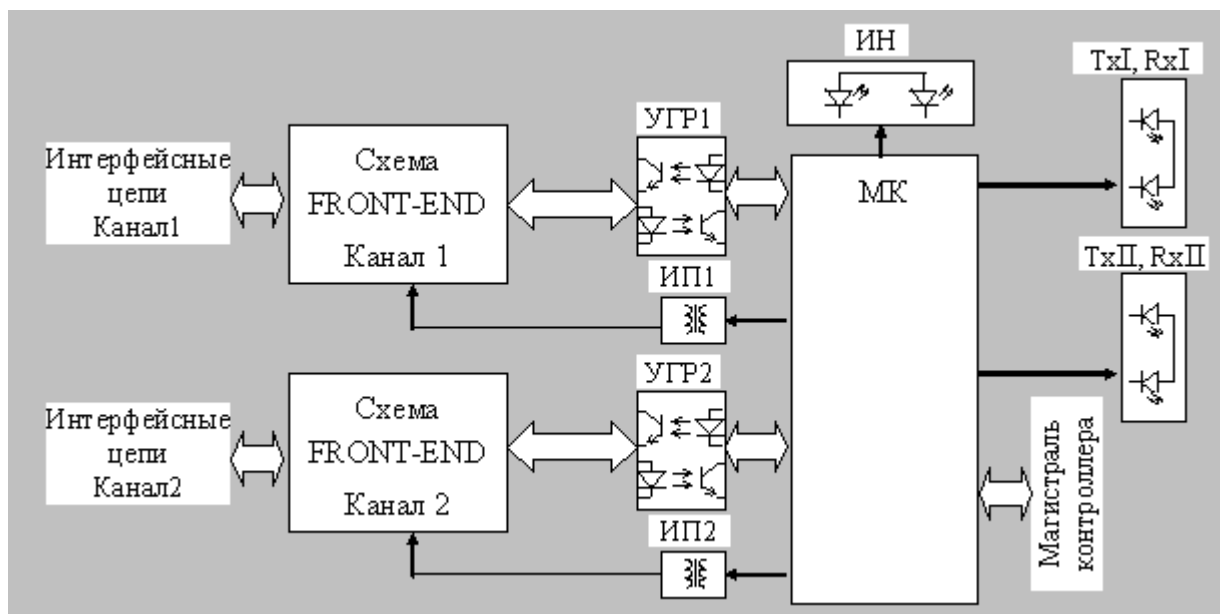 ИН
TxI, RxI
УГР1
Интерфейсные
цепи
Канал1
Схема
FRONT-END
Канал 1
МК
ИП1
TxII, RxII
УГР2
Интерфейсные
цепи
Канал2
Схема
FRONT-END
Канал 2
ИП2
Магистраль
контроллера